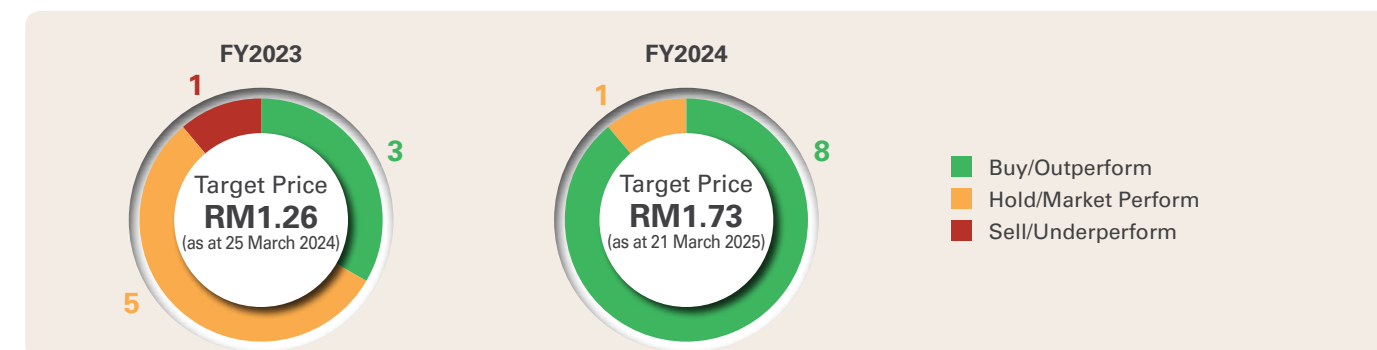 FY2023
1
3
Target Price
RM1.26
(as at 25 March 2024)
5
FY2024
1
8
Target Price
RM1.73
(as at 21 March 2025)
Buy/Outperform
Hold/Market Perform
Sell/Underperform